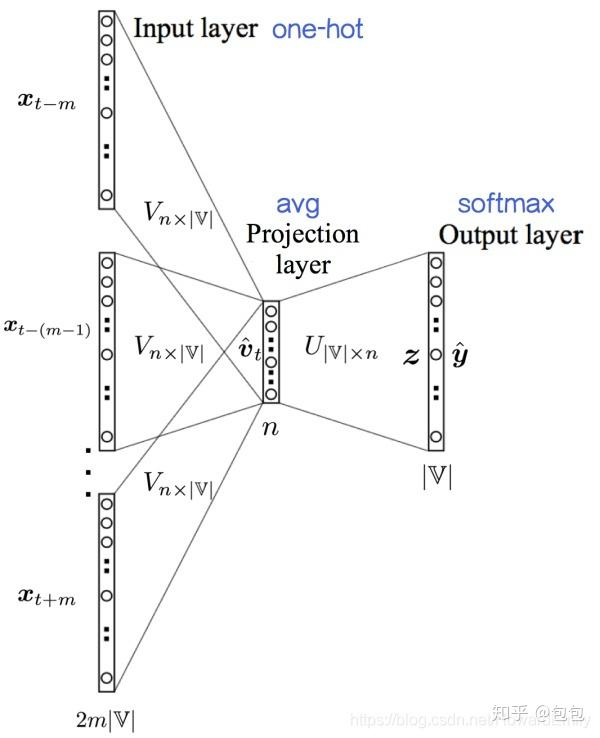 Input layer one-hot
x_{t-m}
V_{n×|𝕍|}
avg
Projection
layer
softmax
Output layer
x_{t-(m-1)}
V_{n×|𝕍|}
v̂_t
U_{|𝕍|×n}
z
ŷ
n
|𝕍|
V_{n×|𝕍|}
x_{t+m}
2m|𝕍|
知乎 @包包